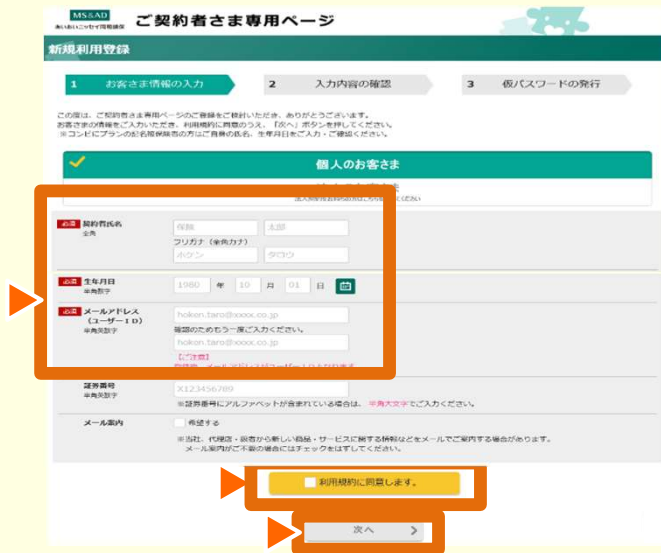 MS&AD
あいおいニッセイ同和損保
ご契約者さま専用ページ
新規利用登録
1 お客さま情報の入力
2 入力内容の確認
3 仮パスワードの発行
この度は、ご契約者さま専用ページのご登録をご検討いただき、ありがとうございます。
お客さまの情報をご入力いただき、利用規約に同意のうえ、「次へ」ボタンを押してください。
※コンビにプランの記名被保険者の方はご自身の氏名、生年月日をご入力・ご確認ください。
個人のお客さま
必須 契約者氏名
全角
保険 太郎
フリガナ（全角カナ）
ホケン タロウ
必須 生年月日
半角数字
1980 年 10 月 01 日
必須 メールアドレス
（ユーザーID）
半角英数字
hoken.taro@xxxx.co.jp
確認のためもう一度ご入力ください。
hoken.taro@xxxx.co.jp
【ご注意】
証券番号
半角英数字
X123456789
※証券番号にアルファベットが含まれている場合は、半角大文字でご入力ください。
メール案内
希望する
※当社、代理店・扱者から新しい商品・サービスに関する情報などをメールでご案内する場合があります。
メール案内がご不要の場合にはチェックをはずしてください。
利用規約に同意します。
次へ